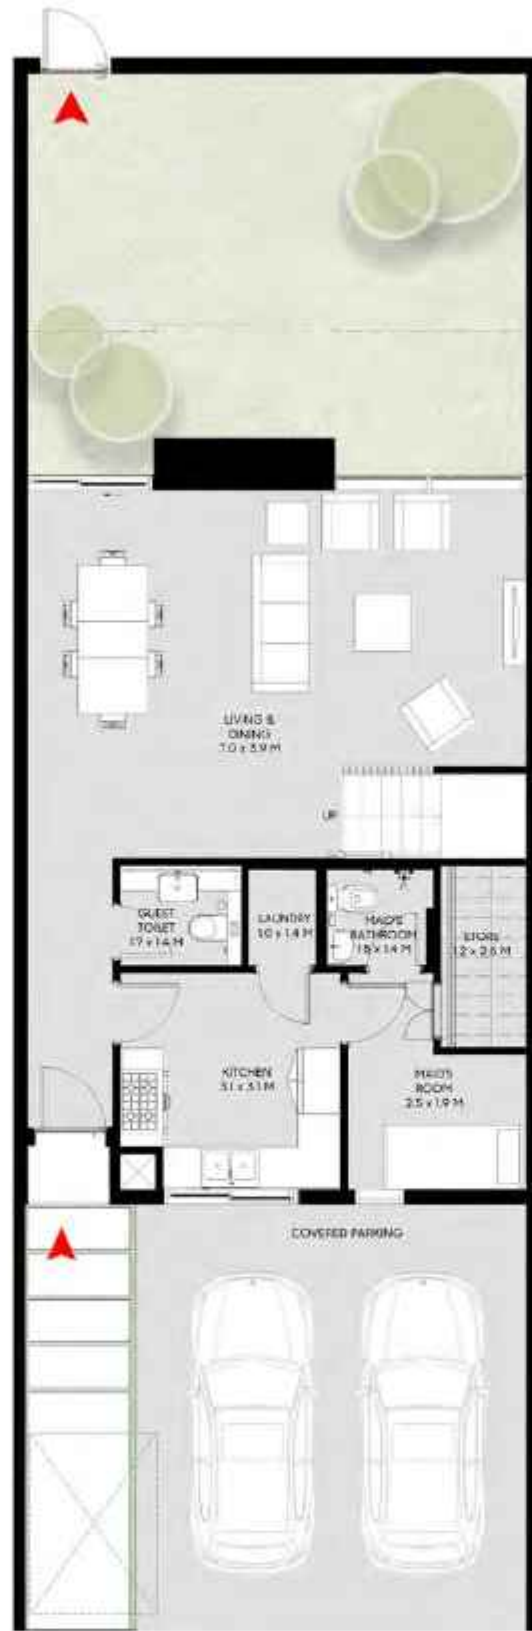 LIVING &
DINING
7.0 x 5.9 M
UP
GUEST
TOILET
1.7 x 1.4 M
LAUNDRY
1.0 x 1.4 M
MAID'S
BATHROOM
1.5 x 1.4 M
STORE
1.2 x 2.5 M
KITCHEN
3.1 x 3.1 M
MAID'S
ROOM
2.5 x 1.9 M
COVERED PARKING